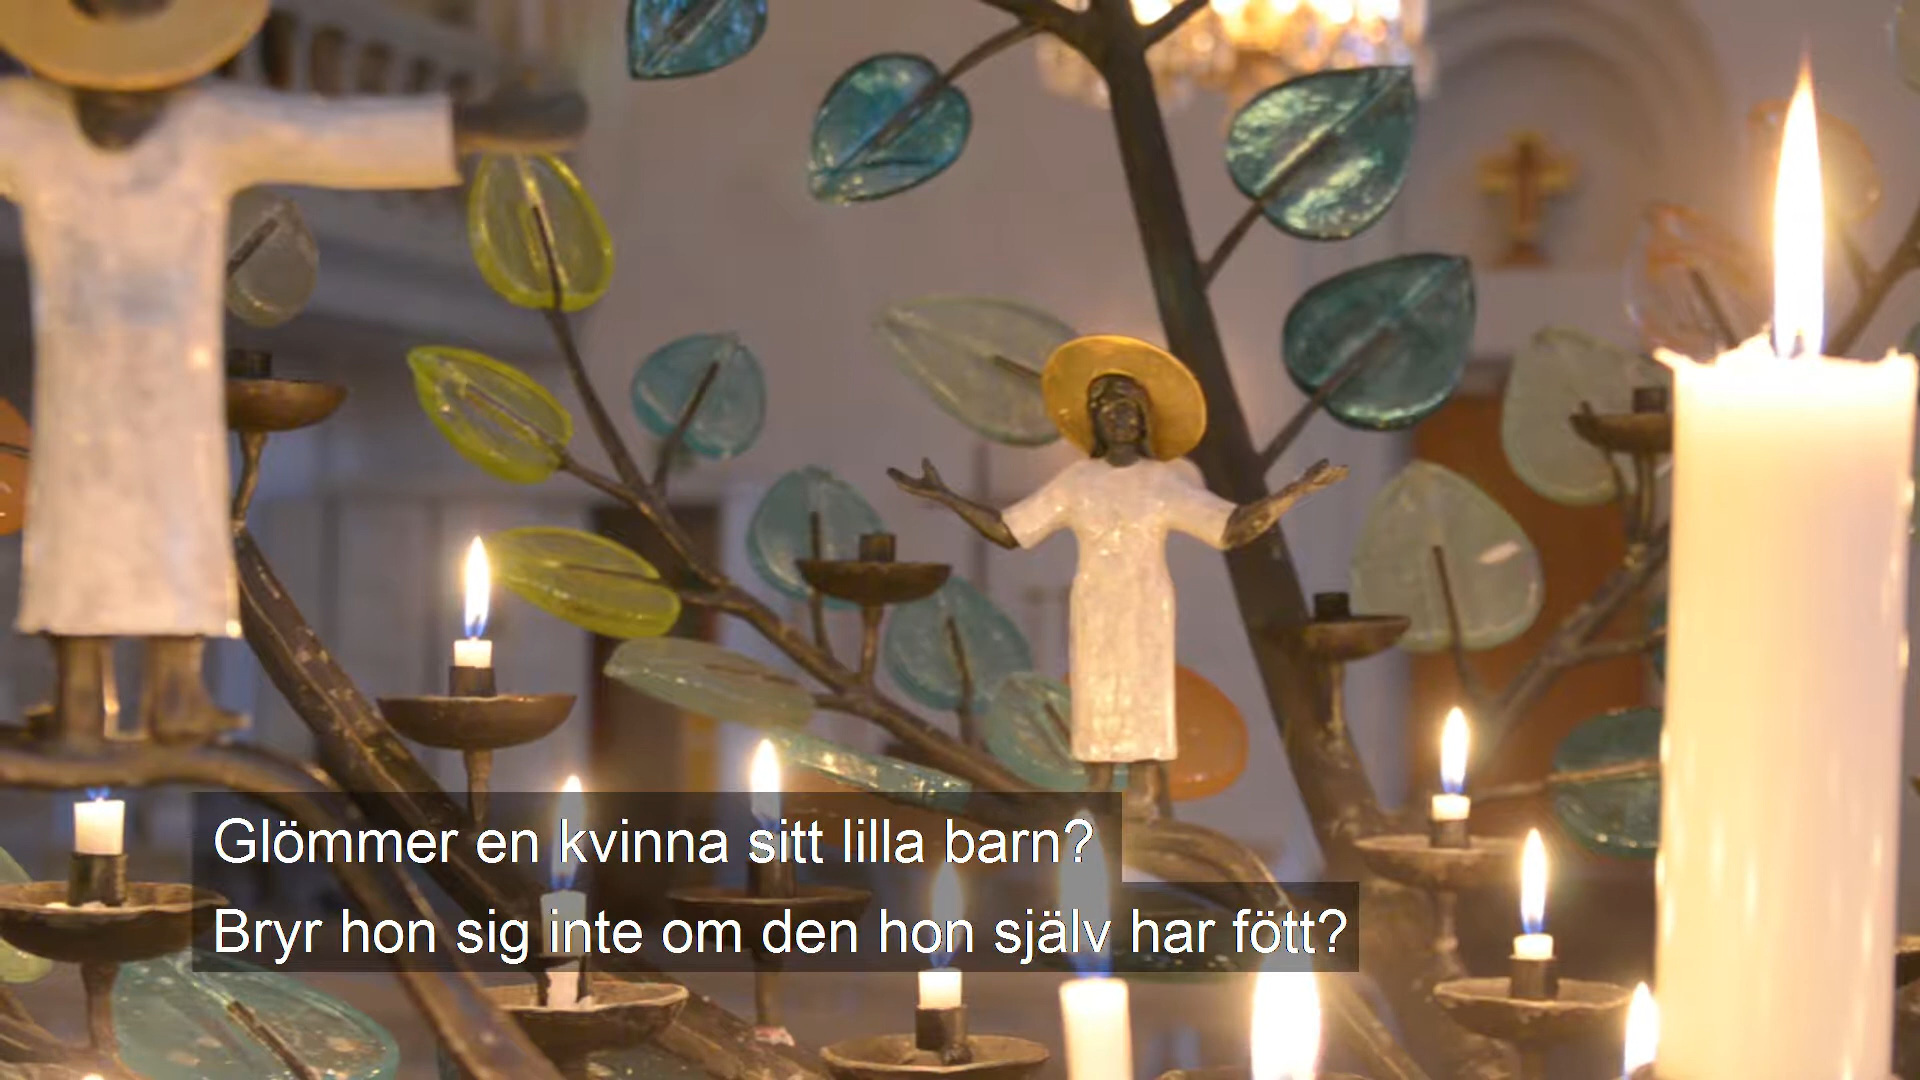 Glömmer en kvinna sitt lilla barn?
Bryr hon sig inte om den hon själv har fött?